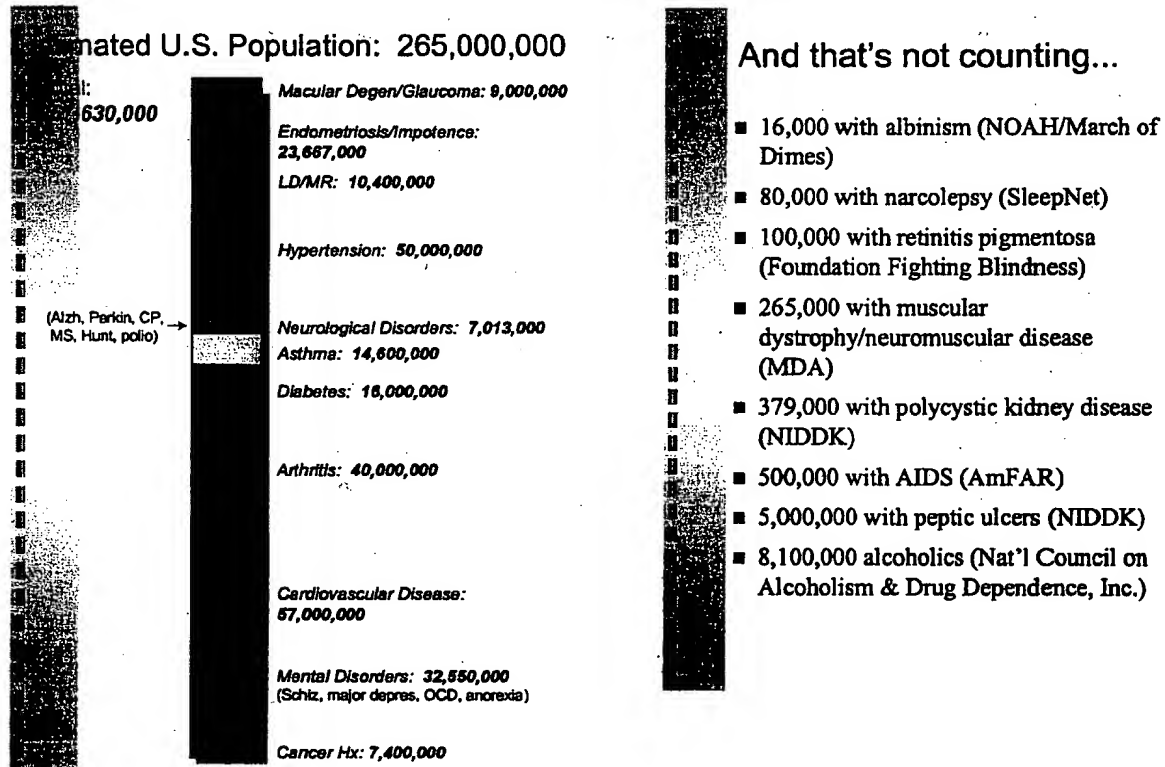 U.S. Population: 265,000,000
630,000
Macular Degen/Glaucoma: 9,000,000
Endometriosis/Impotence:
23,667,000
LD/MR: 10,400,000
Hypertension: 50,000,000
(Alzh, Parkin, CP,
MS, Hunt, polio)
Neurological Disorders: 7,013,000
Asthma: 14,600,000
Diabetes: 16,000,000
Arthritis: 40,000,000
Cardiovascular Disease:
57,000,000
Mental Disorders: 32,550,000
(Schiz, major depres, OCD, anorexia)
Cancer Hx: 7,400,000
And that's not counting...
■ 16,000 with albinism (NOAH/March of
Dimes)
■ 80,000 with narcolepsy (SleepNet)
■ 100,000 with retinitis pigmentosa
(Foundation Fighting Blindness)
■ 265,000 with muscular
dystrophy/neuromuscular disease
(MDA)
■ 379,000 with polycystic kidney disease
(NIDDK)
■ 500,000 with AIDS (AmFAR)
■ 5,000,000 with peptic ulcers (NIDDK)
■ 8,100,000 alcoholics (Nat'l Council on
Alcoholism & Drug Dependence, Inc.)